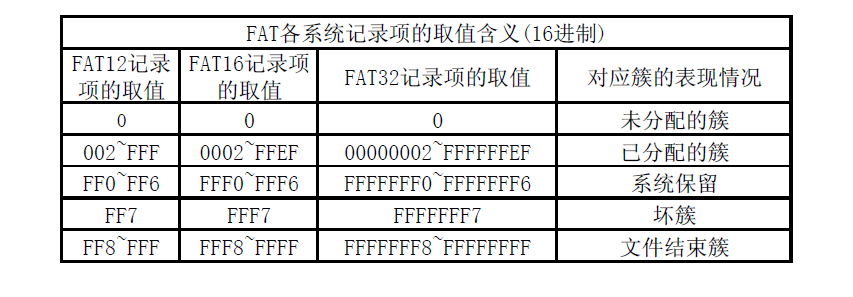 FAT各系统记录项的取值含义(16进制)
FAT12记录项的取值 FAT16记录项的取值 FAT32记录项的取值 对应簇的表现情况
0 0 0 未分配的簇
002~FFF 0002~FFEF 00000002~FFFFFFEF 已分配的簇
FF0~FF6 FFF0~FFF6 FFFFFFF0~FFFFFFF6 系统保留
FF7 FFF7 FFFFFFF7 坏簇
FF8~FFF FFF8~FFFF FFFFFFF8~FFFFFFFF 文件结束簇